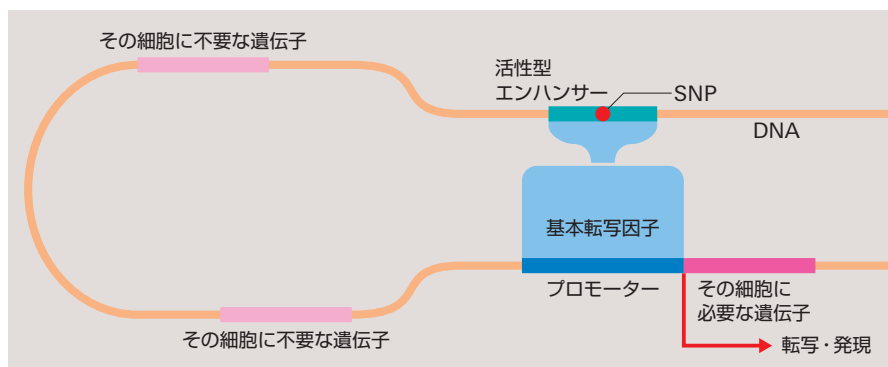 その細胞に不要な遺伝子
活性型
エンハンサー
SNP
DNA
基本転写因子
プロモーター
その細胞に
必要な遺伝子
その細胞に不要な遺伝子
転写・発現